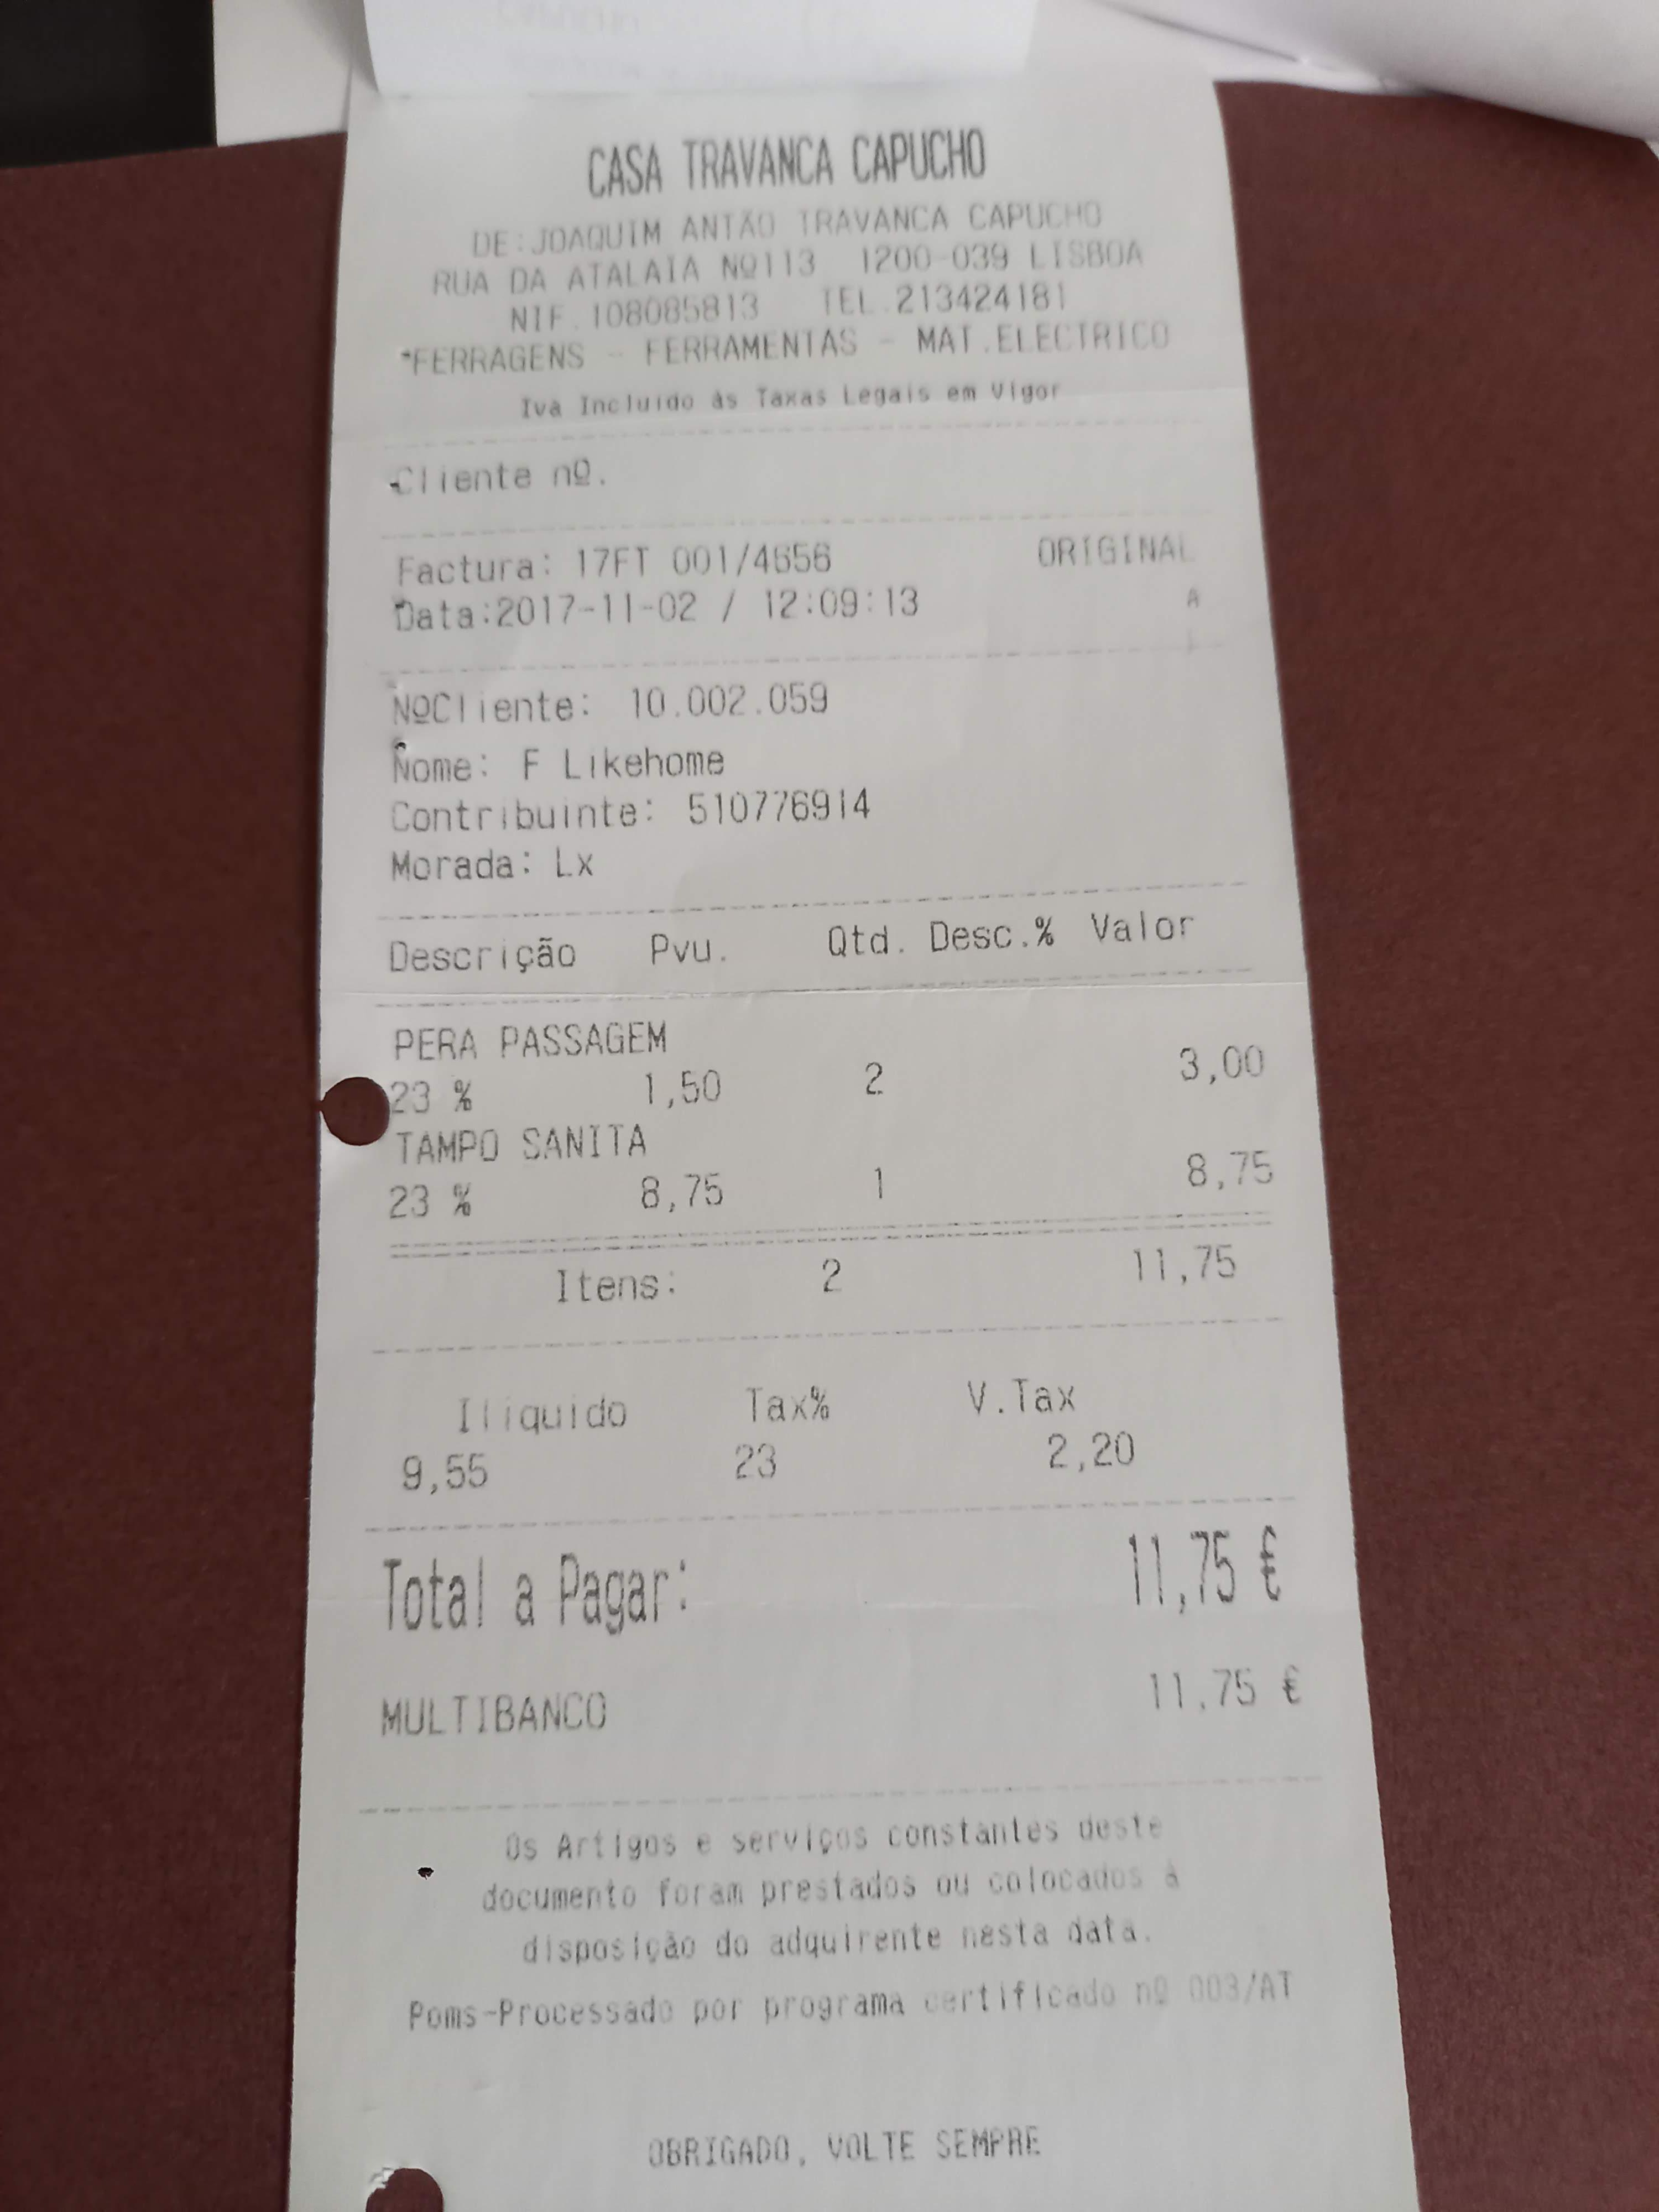 CASA TRAVANCA CAPUCHO
DE:JOAQUIM ANTÃO TRAVANCA CAPUCHO
RUA DA ATALAIA Nº113 1200-039 LISBOA
NIF.108085813 TEL.213424181
*FERRAGENS - FERRAMENTAS - MAT.ELECTRICO
Iva Incluido às Taxas Legais em Vigor
Cliente nº.
Factura: 17FT 001/4656 ORIGINAL
Data:2017-11-02 / 12:09:13 A
NºCliente: 10.002.059
Nome: F Likehome
Contribuinte: 510776914
Morada: Lx
Descrição Pvu. Qtd. Desc.% Valor
PERA PASSAGEM
23 % 1,50 2 3,00
TAMPO SANITA
23 % 8,75 1 8,75
Itens: 2 11,75
Iliquido Tax% V.Tax
9,55 23 2,20
Total a Pagar: 11,75 €
MULTIBANCO 11,75 €
Os Artigos e serviços constantes deste
documento foram prestados ou colocados à
disposição do adquirente nesta data.
Poms-Processado por programa certificado nº 003/AT
OBRIGADO, VOLTE SEMPRE